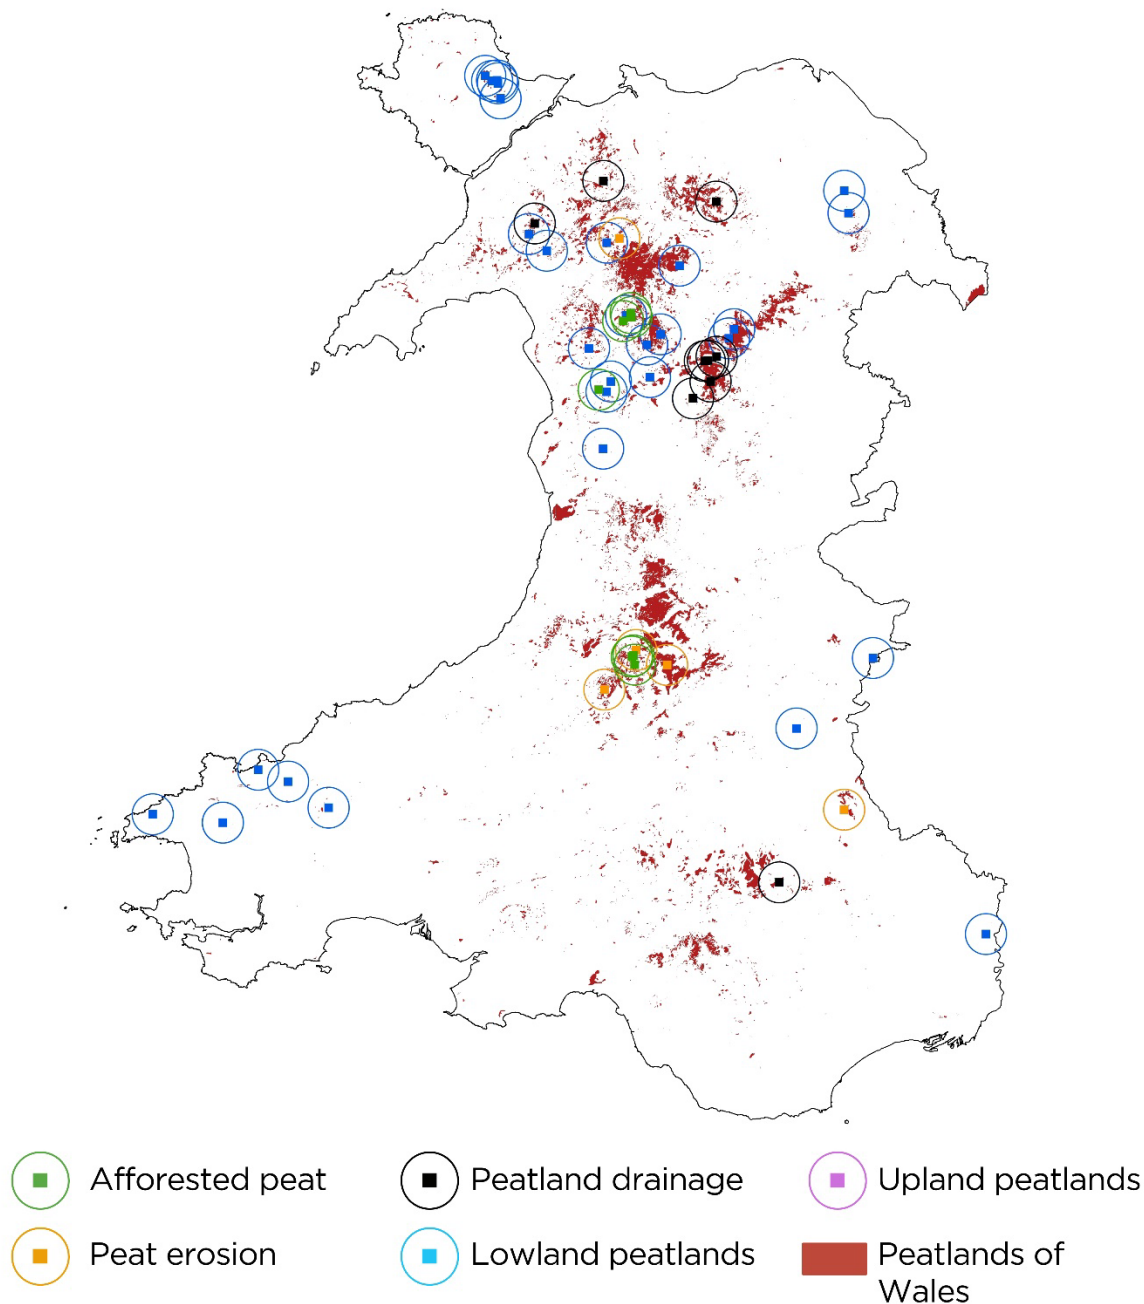 Afforested peat
Peatland drainage
Upland peatlands
Peat erosion
Lowland peatlands
Peatlands of
Wales